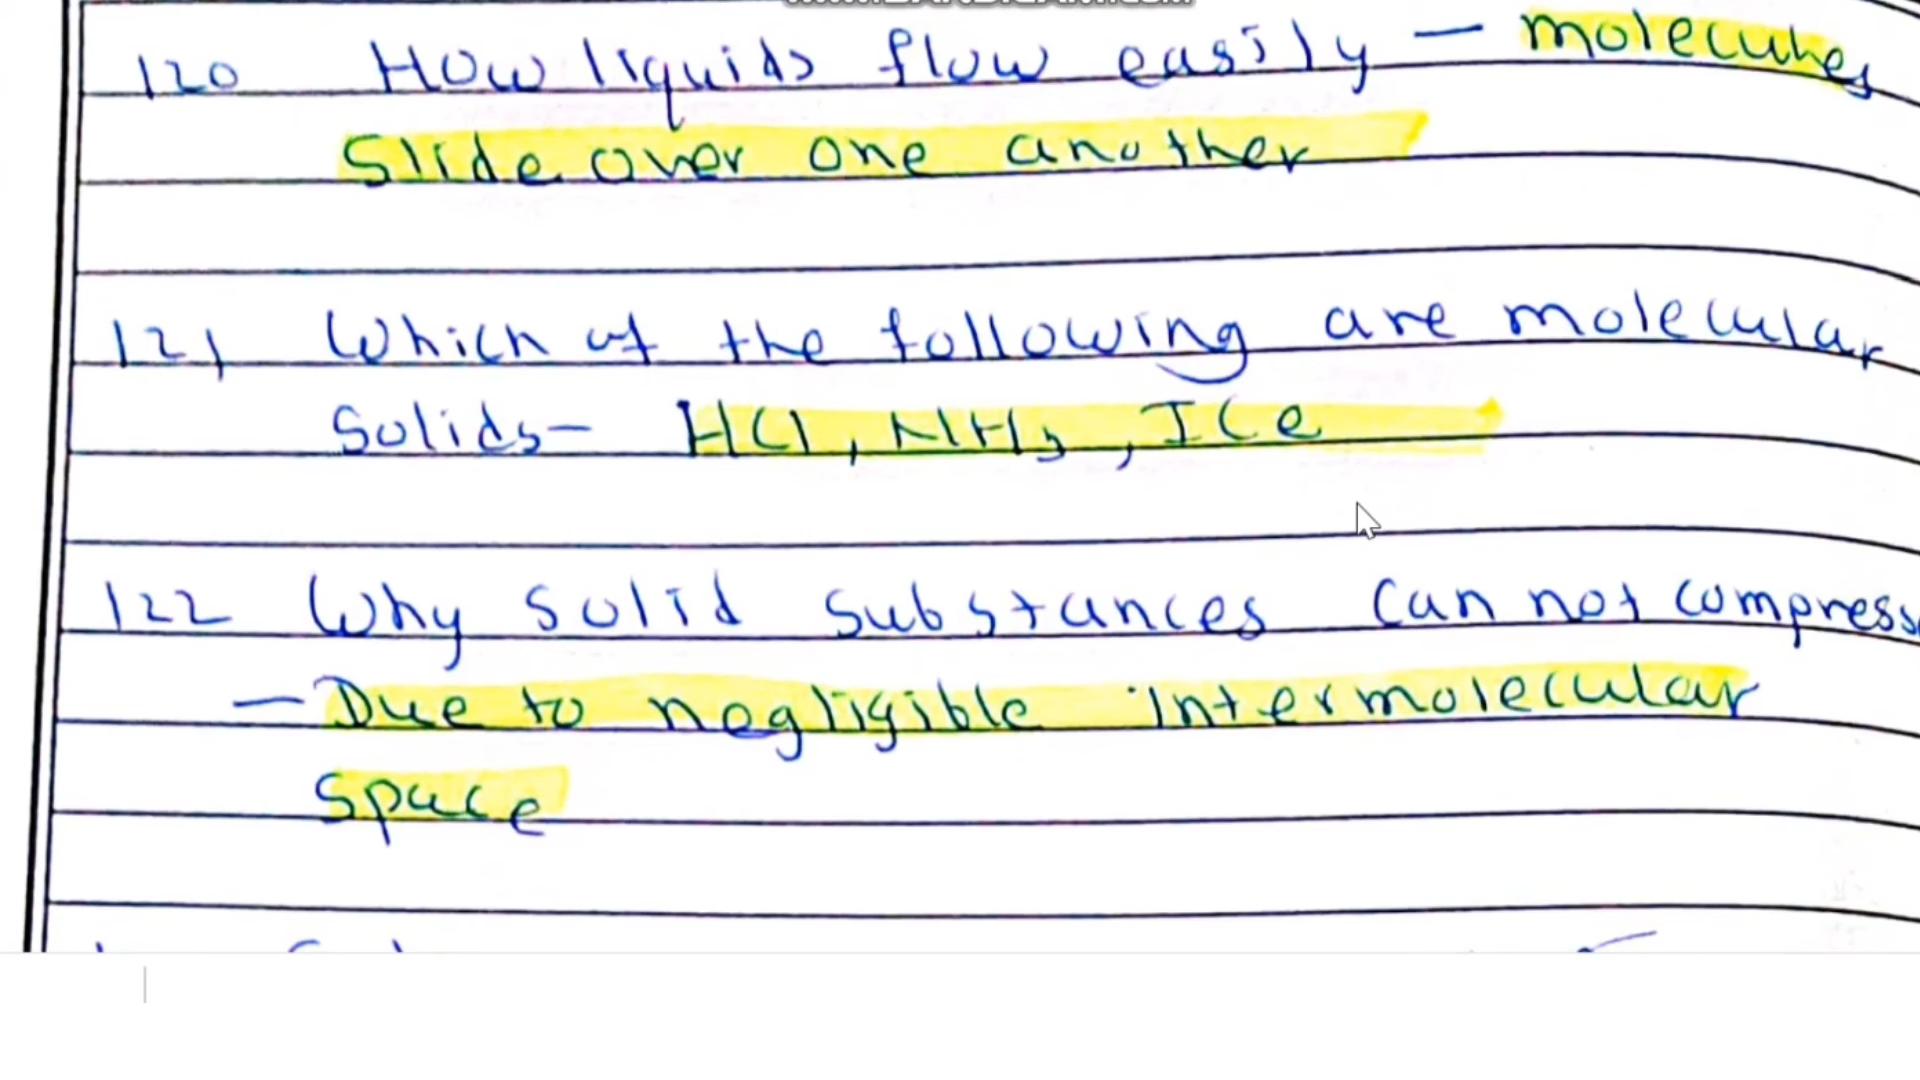 120 How liquids flow easily - molecules
Slide over one another
121 Which of the following are molecular
Solids- HCl, NH3, ICe
122 Why solid substances can not compress
- Due to negligible intermolecular
Space